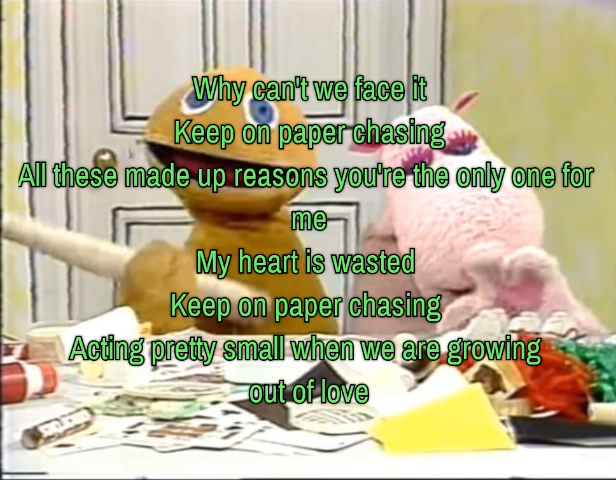 Why can't we face it
Keep on paper chasing
All these made up reasons you're the only one for
me
My heart is wasted
Keep on paper chasing
Acting pretty small when we are growing
out of love